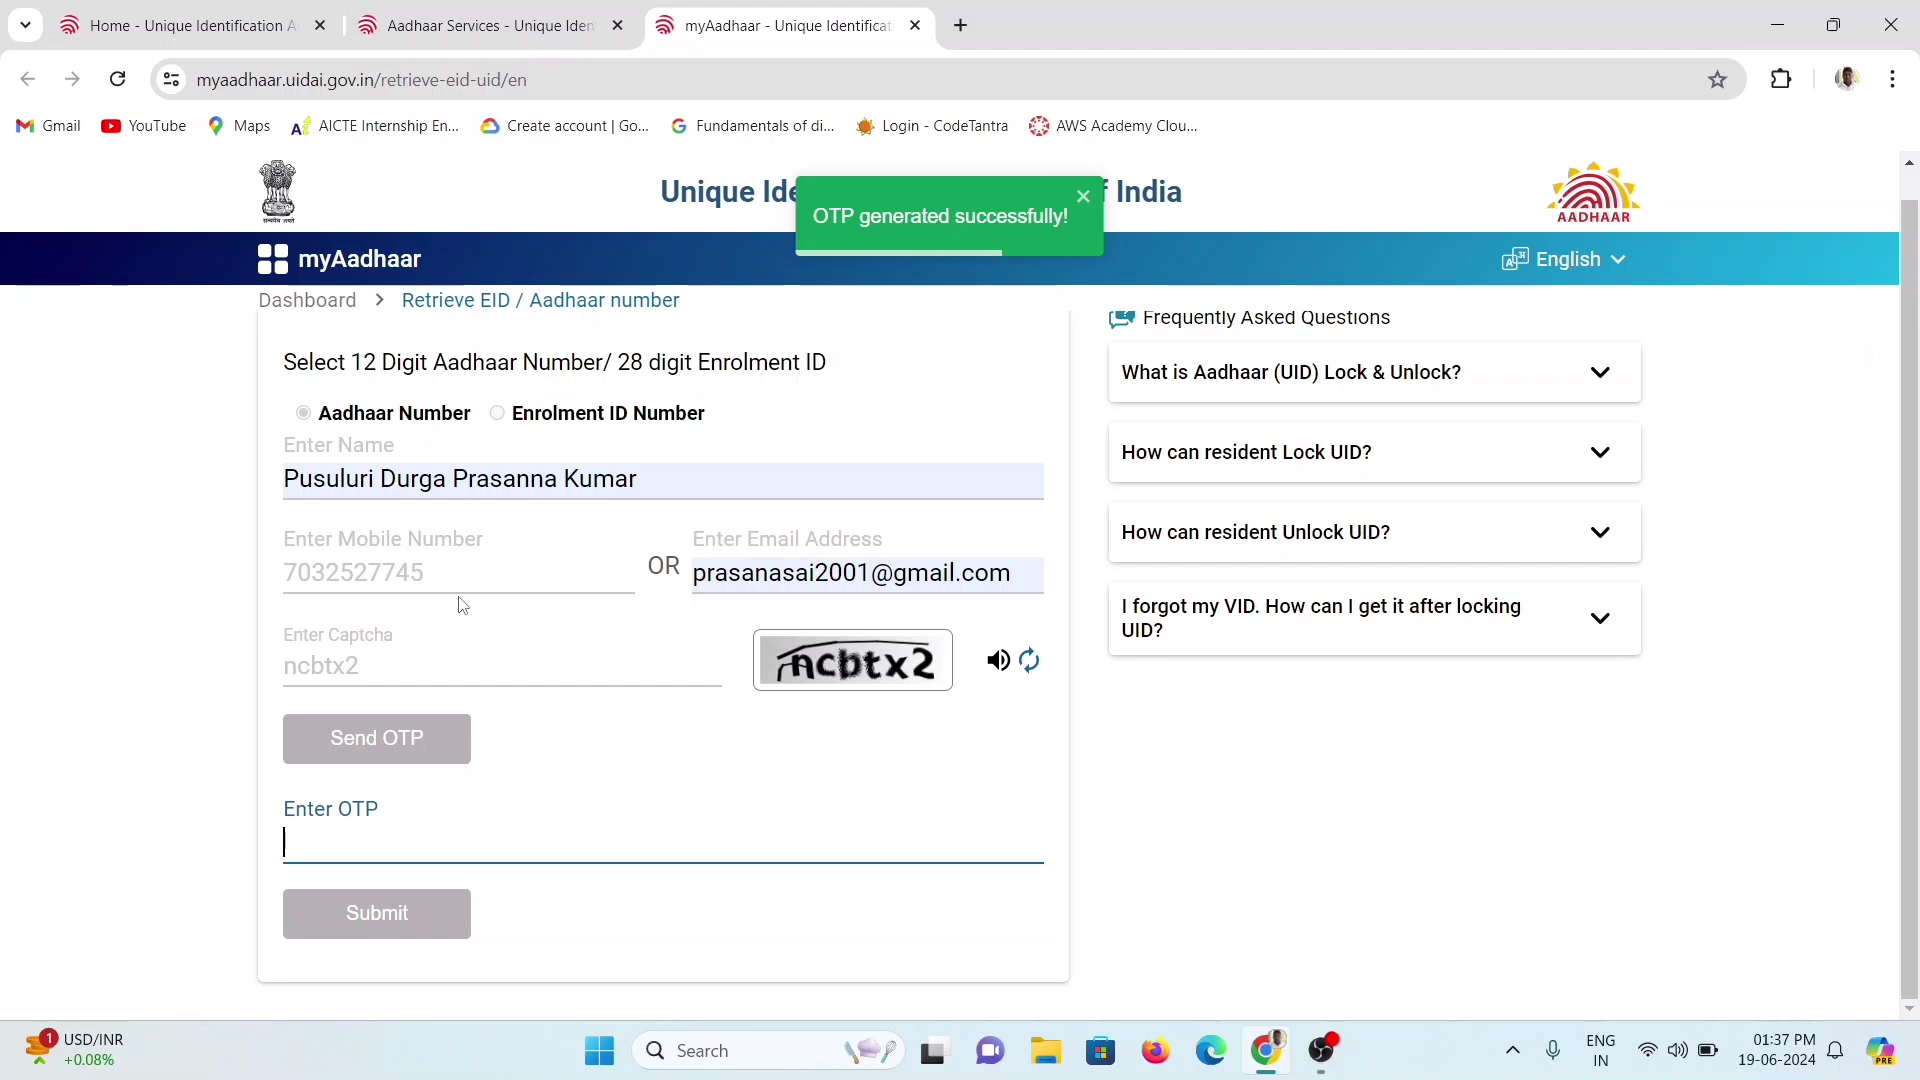 Home - Unique Identification A
Aadhaar Services - Unique Iden
myAadhaar - Unique Identificat
myaadhaar.uidai.gov.in/retrieve-eid-uid/en
Gmail
YouTube
Maps
AICTE Internship En...
Create account | Go...
Fundamentals of di...
Login - CodeTantra
AWS Academy Clou...
सत्यमेव जयते
Unique Ide
f India
AADHAAR
OTP generated successfully!
myAadhaar
English
Dashboard > Retrieve EID / Aadhaar number
Select 12 Digit Aadhaar Number/ 28 digit Enrolment ID
Aadhaar Number
Enrolment ID Number
Enter Name
Pusuluri Durga Prasanna Kumar
Enter Mobile Number
7032527745
OR
Enter Email Address
prasanasai2001@gmail.com
Enter Captcha
ncbtx2
ncbtx2
Send OTP
Enter OTP
Submit
Frequently Asked Questions
What is Aadhaar (UID) Lock & Unlock?
How can resident Lock UID?
How can resident Unlock UID?
I forgot my VID. How can I get it after locking
UID?
1
USD/INR
+0.08%
Search
ENG
IN
01:37 PM
19-06-2024
PRE